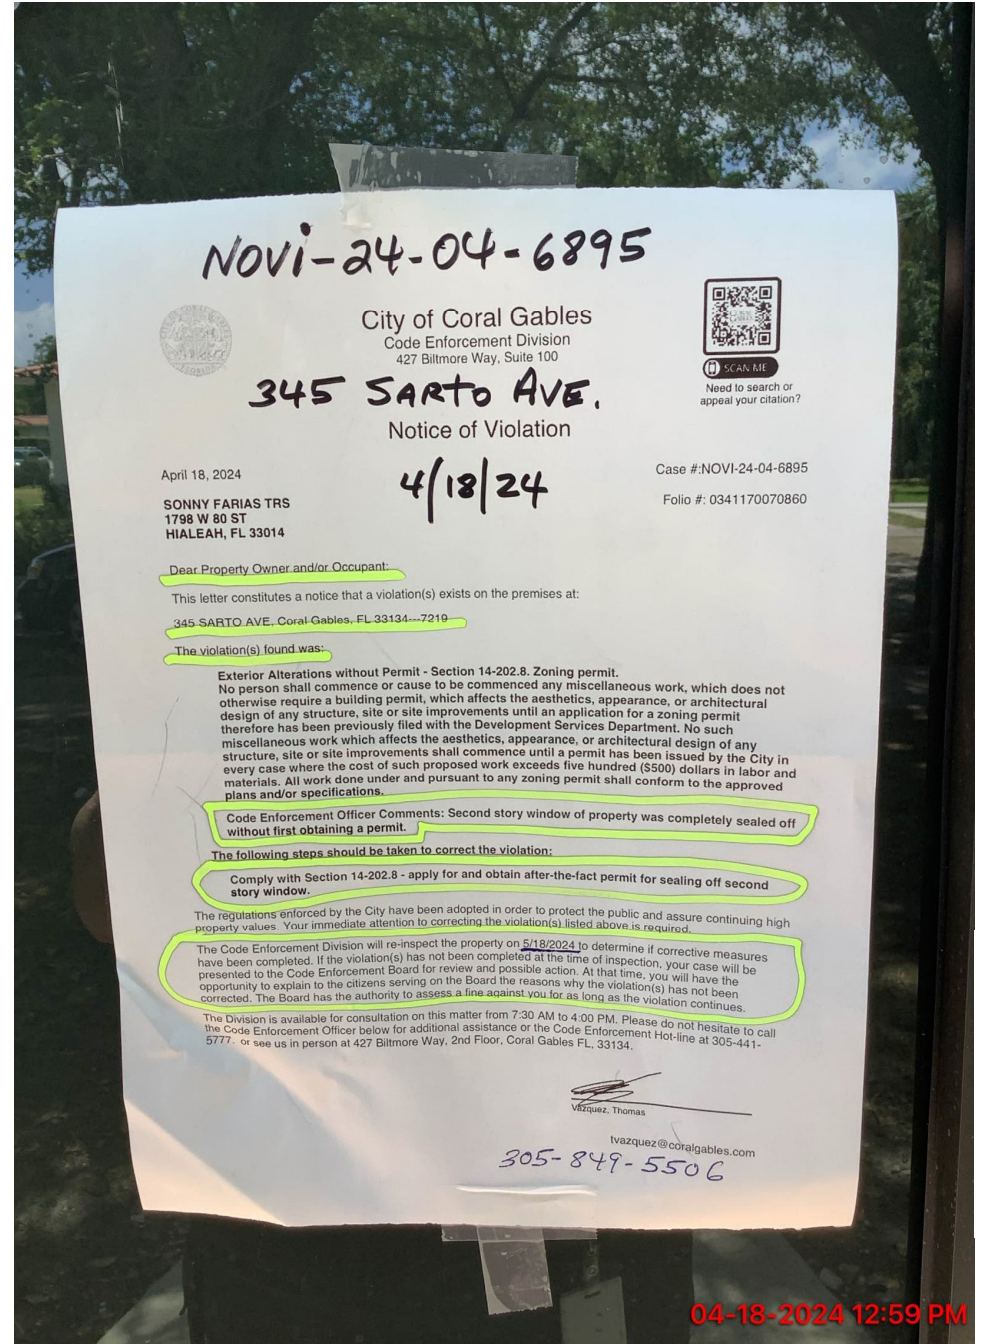 NOVi-24-04-6895
City of Coral Gables
Code Enforcement Division
427 Biltmore Way, Suite 100
345 SARTO AVE.
Notice of Violation
4/18/24
SCAN ME
Need to search or
appeal your citation?
April 18, 2024
Case #:NOVI-24-04-6895
Folio #: 0341170070860
SONNY FARIAS TRS
1798 W 80 ST
HIALEAH, FL 33014
Dear Property Owner and/or Occupant:
This letter constitutes a notice that a violation(s) exists on the premises at:
345 SARTO AVE, Coral Gables, FL 33134---7219
The violation(s) found was:
Exterior Alterations without Permit - Section 14-202.8. Zoning permit.
No person shall commence or cause to be commenced any miscellaneous work, which does not
otherwise require a building permit, which affects the aesthetics, appearance, or architectural
design of any structure, site or site improvements until an application for a zoning permit
therefore has been previously filed with the Development Services Department. No such
miscellaneous work which affects the aesthetics, appearance, or architectural design of any
structure, site or site improvements shall commence until a permit has been issued by the City in
every case where the cost of such proposed work exceeds five hundred ($500) dollars in labor and
materials. All work done under and pursuant to any zoning permit shall conform to the approved
plans and/or specifications.
Code Enforcement Officer Comments: Second story window of property was completely sealed off
without first obtaining a permit.
The following steps should be taken to correct the violation:
Comply with Section 14-202.8 - apply for and obtain after-the-fact permit for sealing off second
story window.
The regulations enforced by the City have been adopted in order to protect the public and assure continuing high
property values. Your immediate attention to correcting the violation(s) listed above is required.
The Code Enforcement Division will re-inspect the property on 5/18/2024 to determine if corrective measures
have been completed. If the violation(s) has not been completed at the time of inspection, your case will be
presented to the Code Enforcement Board for review and possible action. At that time, you will have the
opportunity to explain to the citizens serving on the Board the reasons why the violation(s) has not been
corrected. The Board has the authority to assess a fine against you for as long as the violation continues.
The Division is available for consultation on this matter from 7:30 AM to 4:00 PM. Please do not hesitate to call
the Code Enforcement Officer below for additional assistance or the Code Enforcement Hot-line at 305-441-
5777. or see us in person at 427 Biltmore Way, 2nd Floor, Coral Gables FL, 33134.
Vazquez, Thomas
tvazquez@coralgables.com
305-849-5506
04-18-2024 12:59 PM